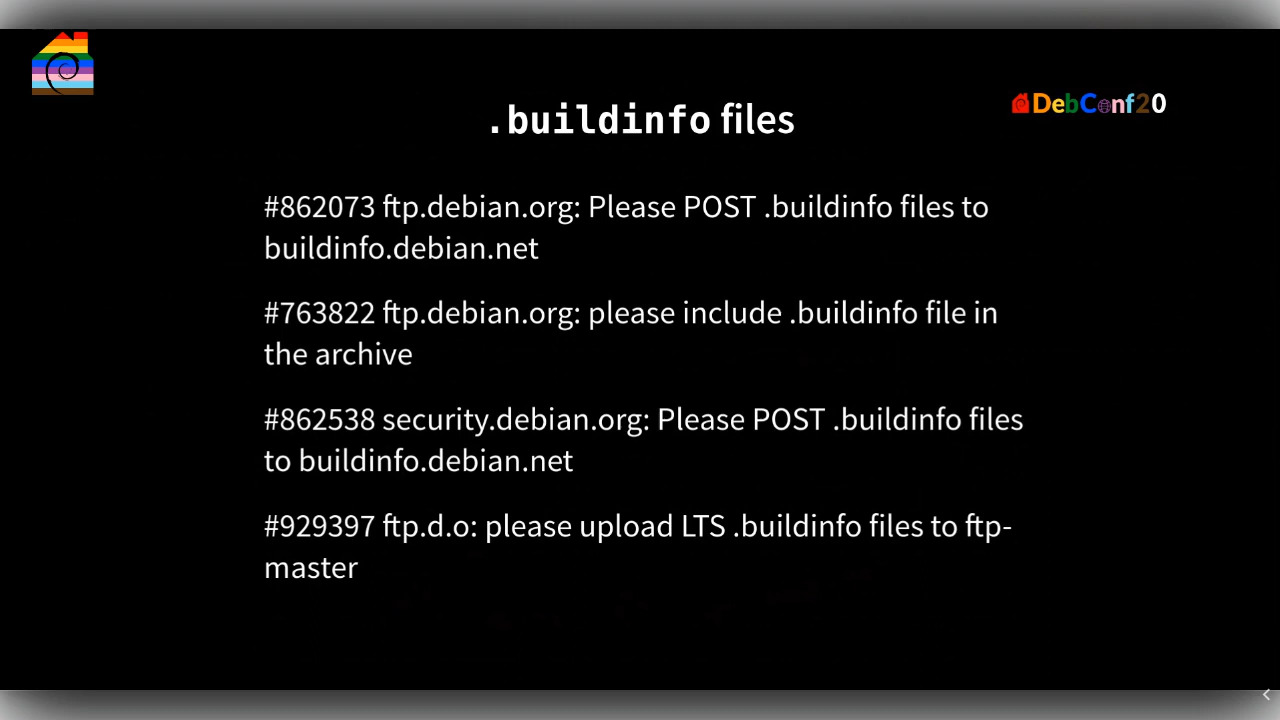 DebConf20
.buildinfo files
#862073 ftp.debian.org: Please POST .buildinfo files to
buildinfo.debian.net
#763822 ftp.debian.org: please include .buildinfo file in
the archive
#862538 security.debian.org: Please POST .buildinfo files
to buildinfo.debian.net
#929397 ftp.d.o: please upload LTS .buildinfo files to ftp-
master